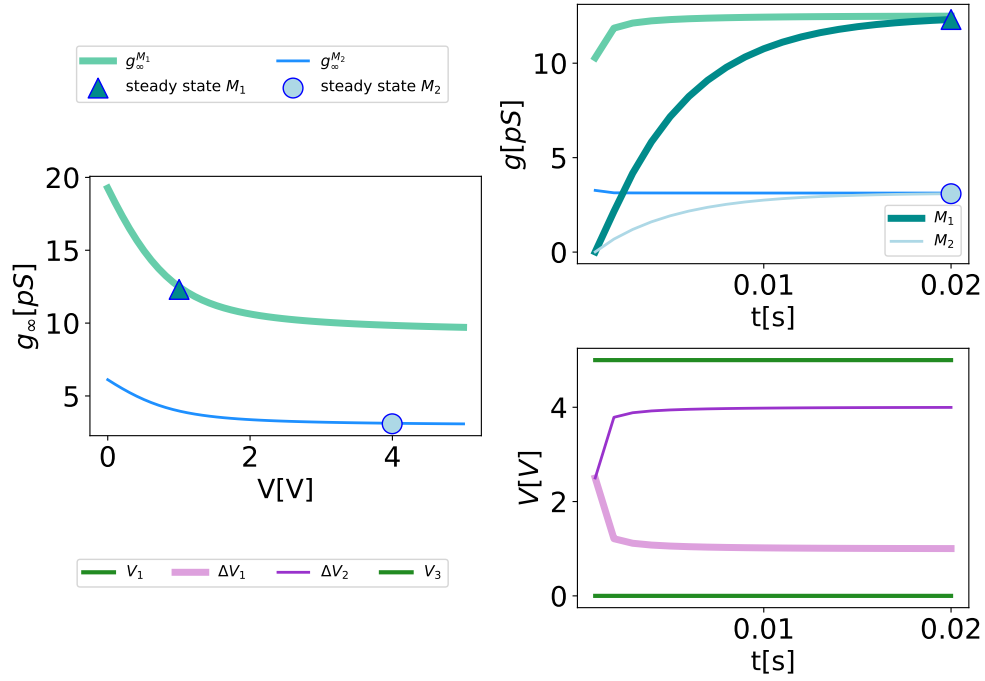 g∞^M1 g∞^M2
steady state M1 steady state M2
20
15
10
5
g∞[pS]
0 2 4
V[V]
V1 ΔV1 ΔV2 V3
10
5
0
g[pS]
M1
M2
0.01 0.02
t[s]
4
2
0
V[V]
0.01 0.02
t[s]